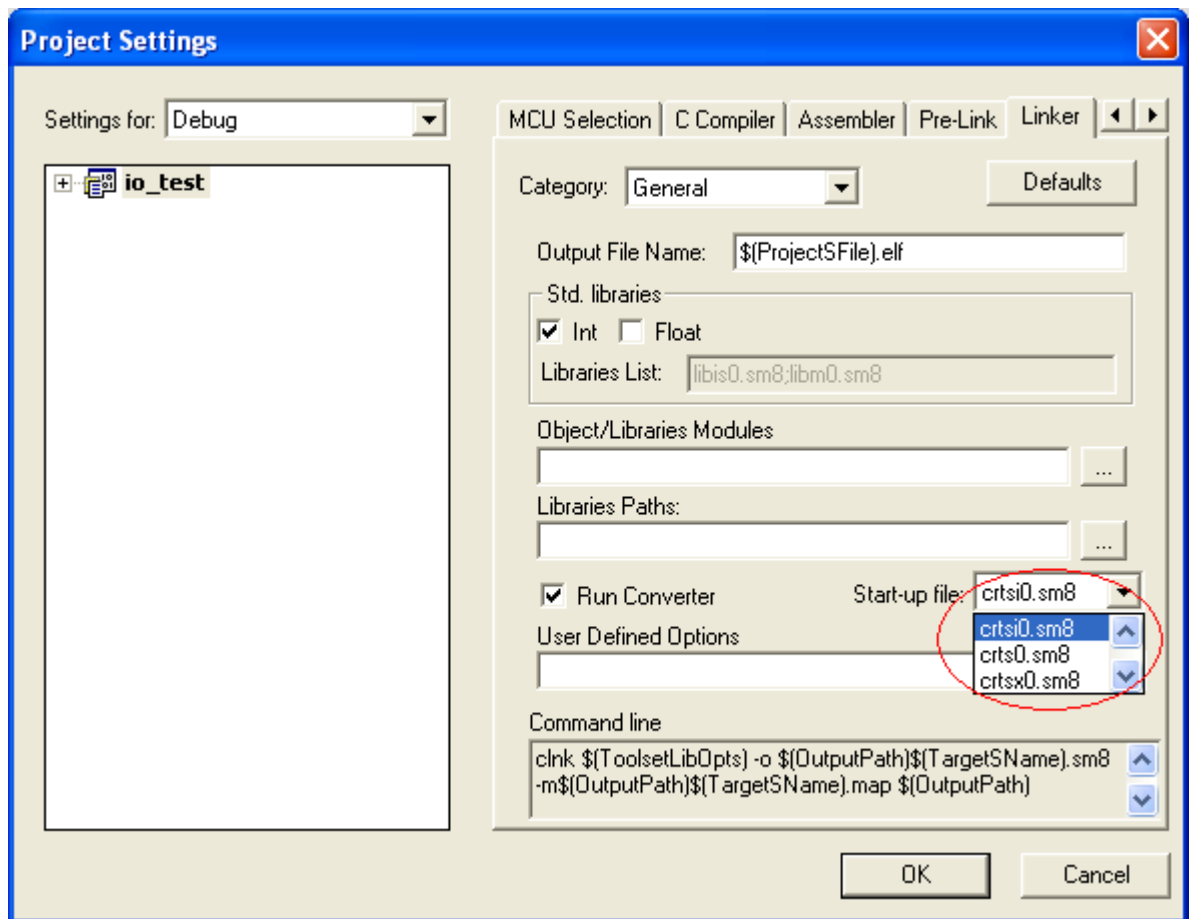 Project Settings
Settings for: Debug
io_test
MCU Selection C Compiler Assembler Pre-Link Linker
Category: General Defaults
Output File Name: $(ProjectSFile).elf
Std. libraries
Int Float
Libraries List: libis0.sm8;libm0.sm8
Object/Libraries Modules
...
Libraries Paths:
...
Run Converter Start-up file: crtsi0.sm8
crtsi0.sm8
User Defined Options crts0.sm8
crtsx0.sm8
Command line
clnk $(ToolsetLibOpts) -o $(OutputPath)$(TargetSName).sm8
-m$(OutputPath)$(TargetSName).map $(OutputPath)
OK Cancel